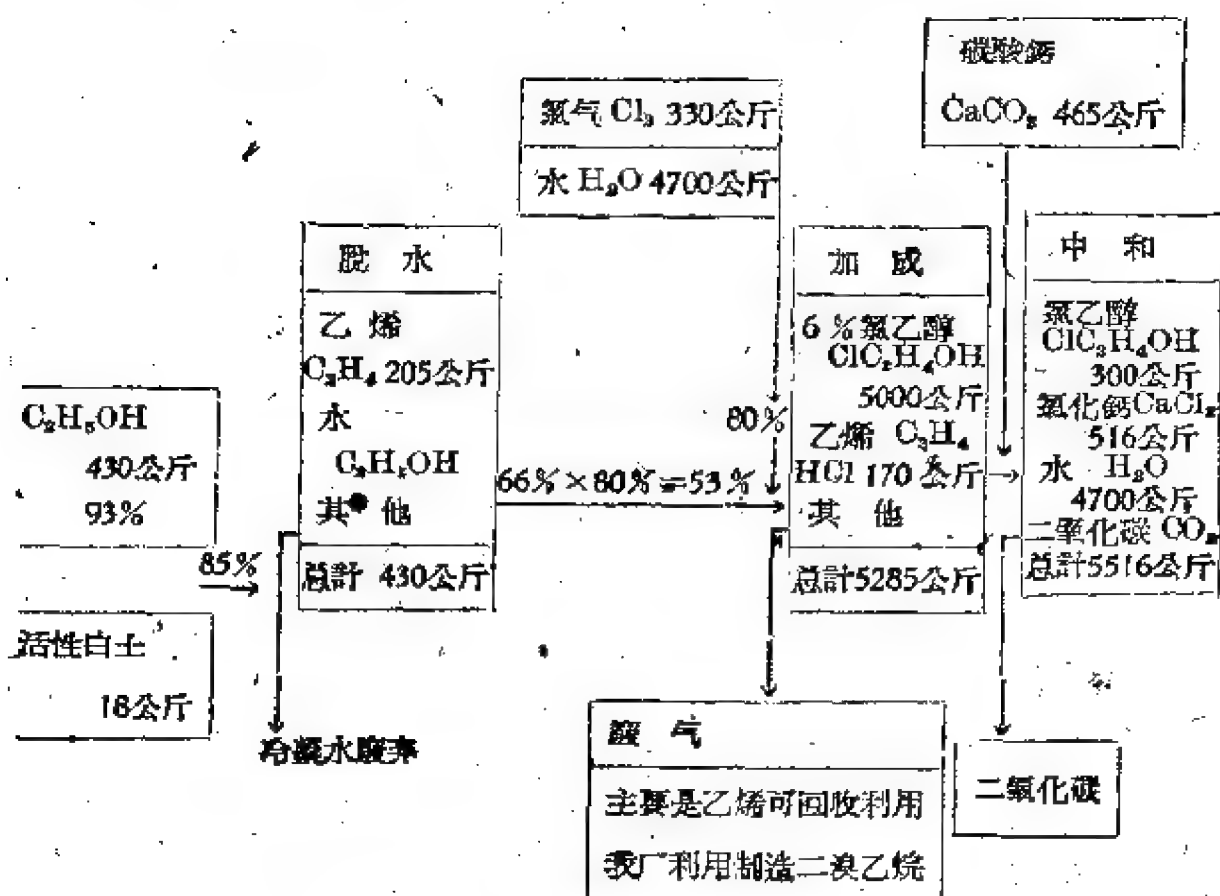 碳酸鈣
CaCO₃ 465公斤
氯气 Cl₂ 330公斤
水 H₂O 4700公斤
脫 水
乙 烯
C₂H₄ 205公斤
水
C₂H₅OH
其 他
总計 430公斤
C₂H₅OH
430公斤
93%
85%
活性白土
18公斤
冷凝水廢弃
66%×80%=53%
80%
加 成
6%氯乙醇
ClC₂H₄OH
5000公斤
乙烯 C₂H₄
HCl 170公斤
其 他
总計5285公斤
中 和
氯乙醇
ClC₂H₄OH
300公斤
氯化鈣CaCl₂
516公斤
水 H₂O
4700公斤
二氧化碳 CO₂
总計5516公斤
廢 气
主要是乙烯可回收利用
我厂利用制造二溴乙烷
二氧化碳